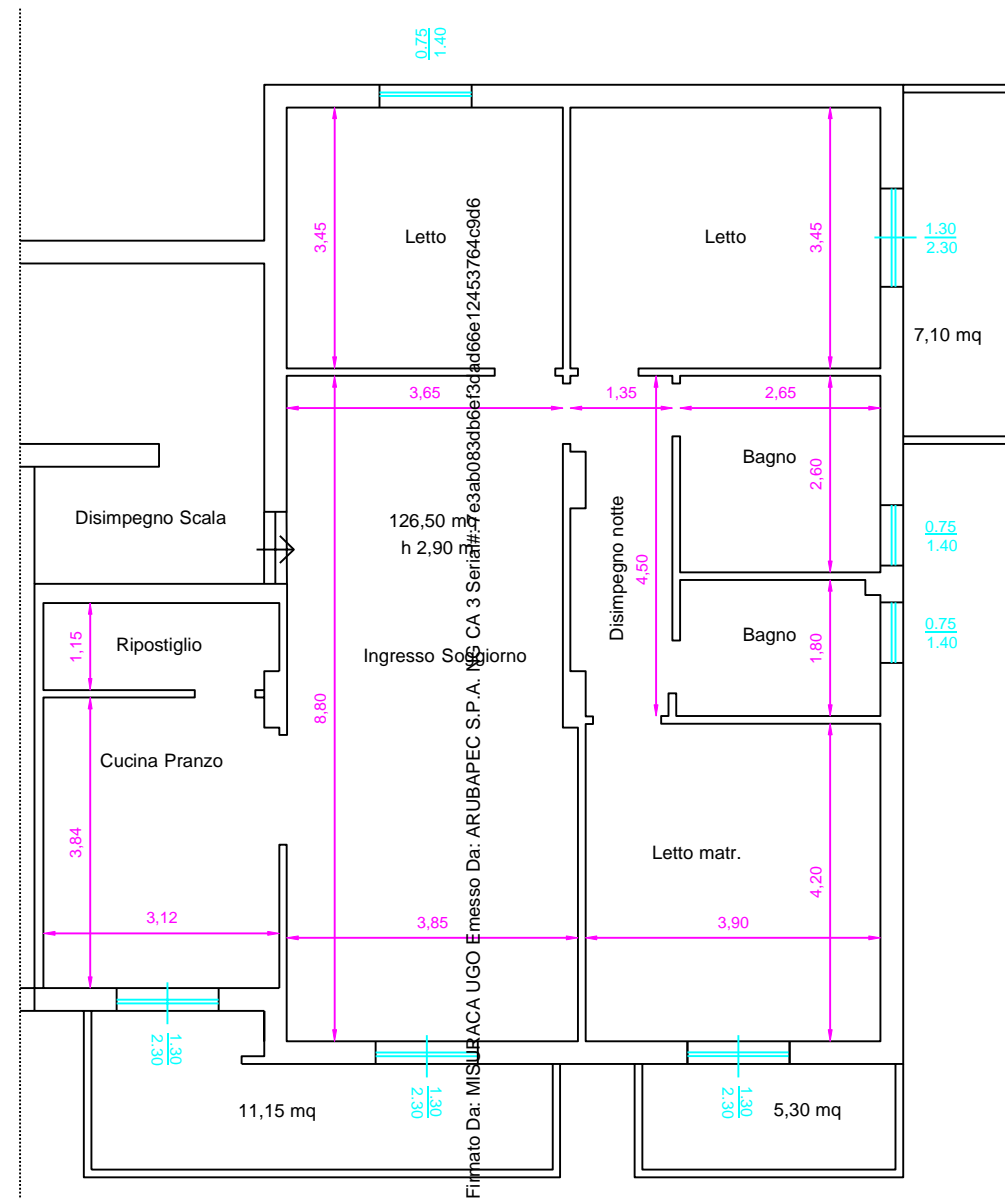 0.75
1.40
Letto
Letto
3,45
3,45
1.30
2.30
7,10 mq
3,65
1,35
2,65
Bagno
2,60
Disimpegno Scala
126,50 mq
h 2,90 m
Disimpegno notte
4,50
0.75
1.40
Ripostiglio
1,15
Ingresso Soggiorno
Bagno
1,80
0.75
1.40
8,80
Cucina Pranzo
3,84
Letto matr.
4,20
3,12
3,85
3,90
1.30
2.30
1.30
2.30
1.30
2.30
11,15 mq
5,30 mq
Firmato Da: MISURACA UGO Emesso Da: ARUBAPEC S.P.A. NG CA 3 Serial#: 7e3ab083db6ef3dad66e12453764c9d6